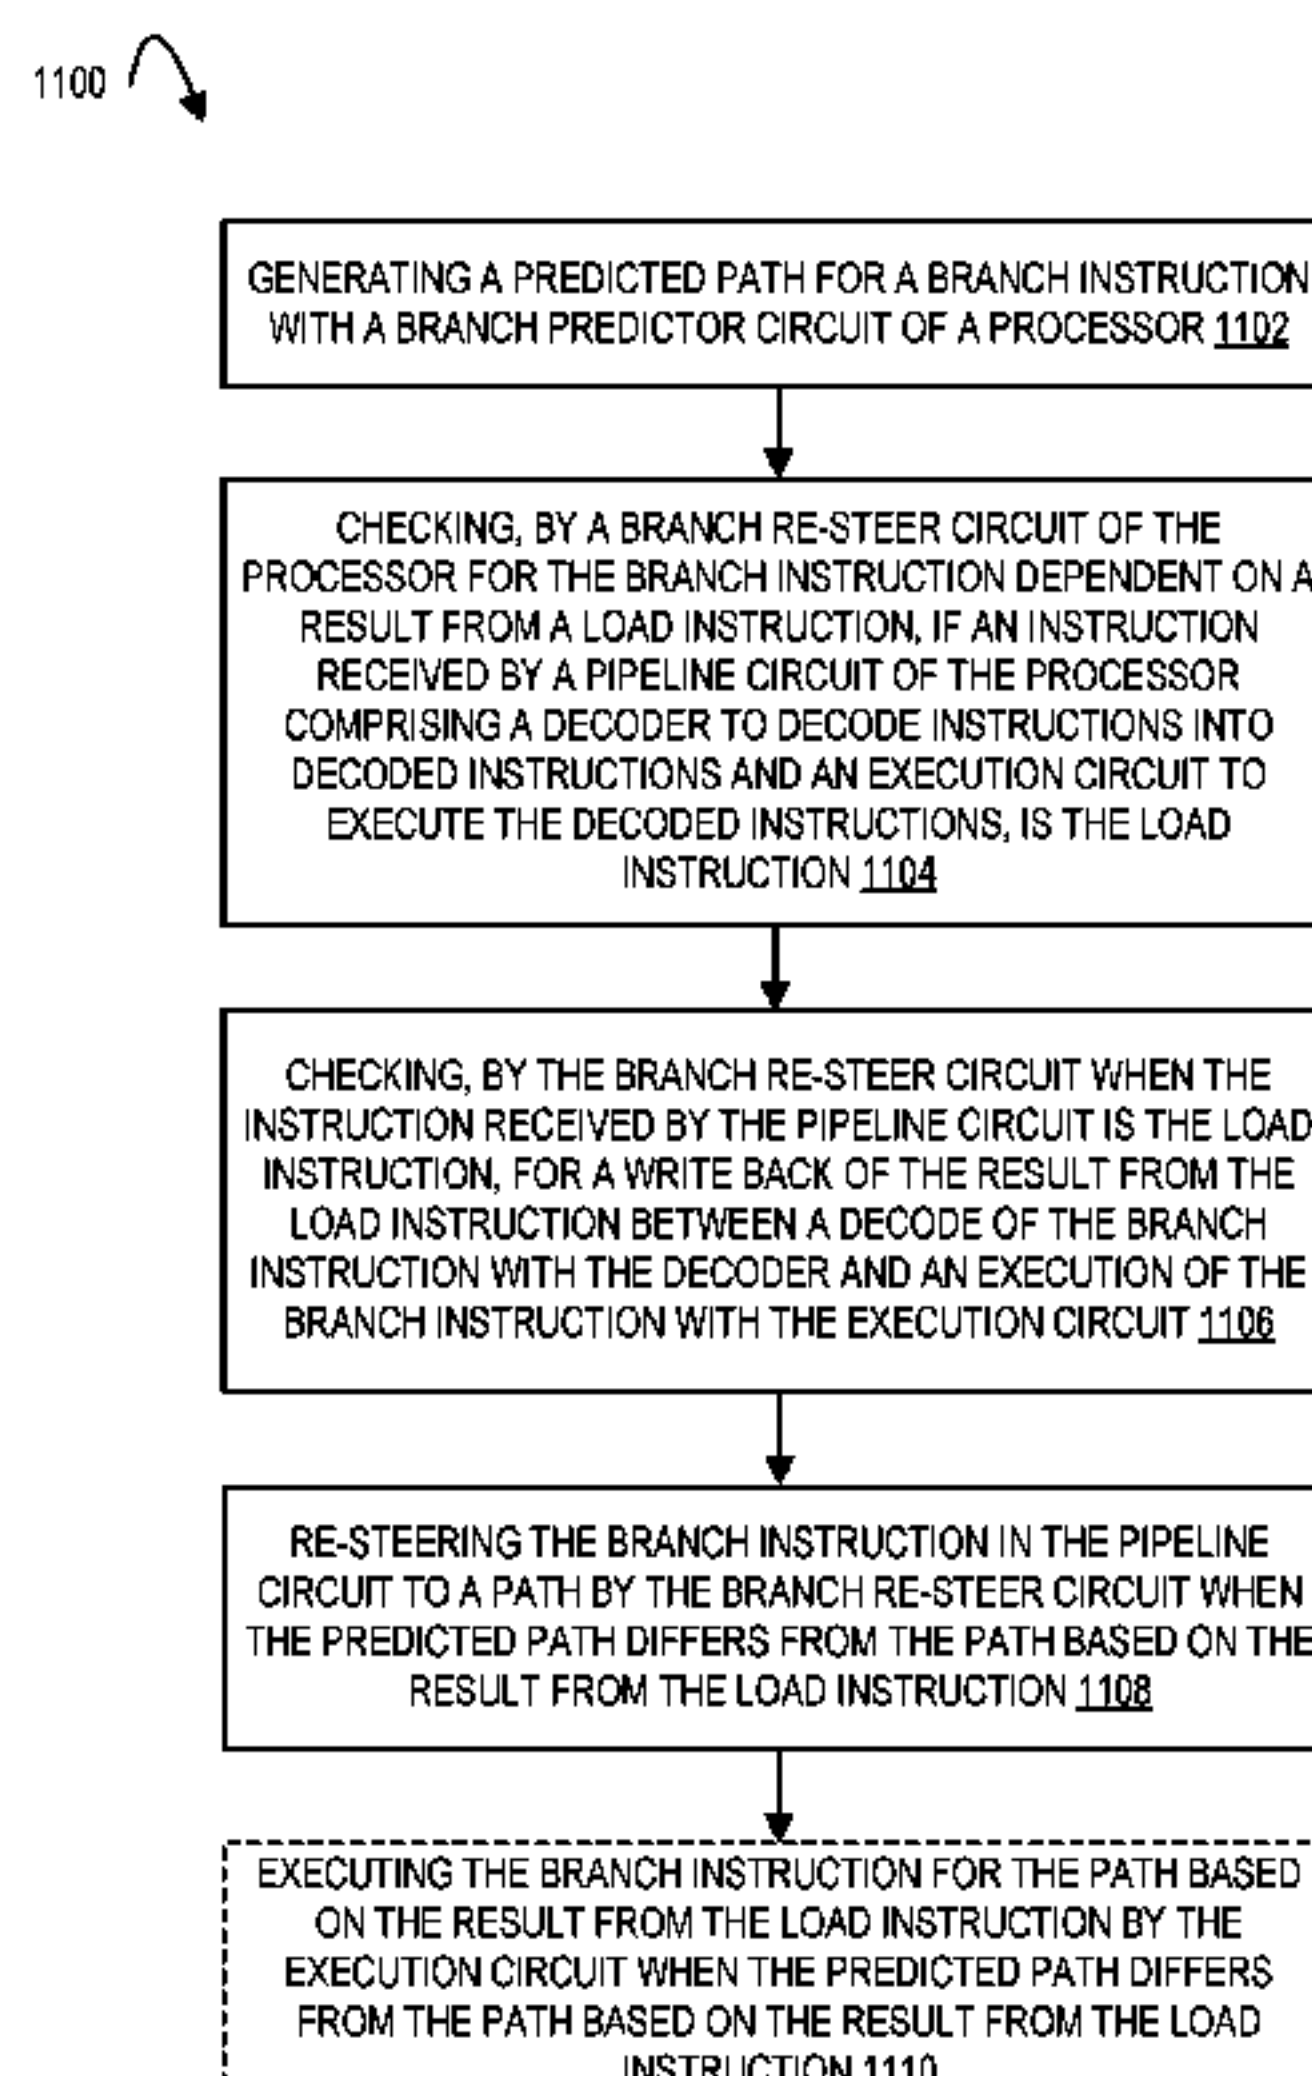 1100
GENERATING A PREDICTED PATH FOR A BRANCH INSTRUCTION
WITH A BRANCH PREDICTOR CIRCUIT OF A PROCESSOR 1102
CHECKING, BY A BRANCH RE-STEER CIRCUIT OF THE
PROCESSOR FOR THE BRANCH INSTRUCTION DEPENDENT ON A
RESULT FROM A LOAD INSTRUCTION, IF AN INSTRUCTION
RECEIVED BY A PIPELINE CIRCUIT OF THE PROCESSOR
COMPRISING A DECODER TO DECODE INSTRUCTIONS INTO
DECODED INSTRUCTIONS AND AN EXECUTION CIRCUIT TO
EXECUTE THE DECODED INSTRUCTIONS, IS THE LOAD
INSTRUCTION 1104
CHECKING, BY THE BRANCH RE-STEER CIRCUIT WHEN THE
INSTRUCTION RECEIVED BY THE PIPELINE CIRCUIT IS THE LOAD
INSTRUCTION, FOR A WRITE BACK OF THE RESULT FROM THE
LOAD INSTRUCTION BETWEEN A DECODE OF THE BRANCH
INSTRUCTION WITH THE DECODER AND AN EXECUTION OF THE
BRANCH INSTRUCTION WITH THE EXECUTION CIRCUIT 1106
RE-STEERING THE BRANCH INSTRUCTION IN THE PIPELINE
CIRCUIT TO A PATH BY THE BRANCH RE-STEER CIRCUIT WHEN
THE PREDICTED PATH DIFFERS FROM THE PATH BASED ON THE
RESULT FROM THE LOAD INSTRUCTION 1108
EXECUTING THE BRANCH INSTRUCTION FOR THE PATH BASED
ON THE RESULT FROM THE LOAD INSTRUCTION BY THE
EXECUTION CIRCUIT WHEN THE PREDICTED PATH DIFFERS
FROM THE PATH BASED ON THE RESULT FROM THE LOAD
INSTRUCTION 1110